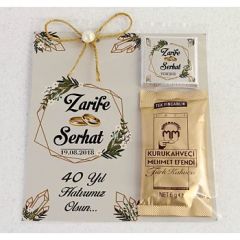 Zarife
Serhat
19.08.2018
40 Yıl
Hatırımız
Olsun...
Zarife
Serhat
TEK FİNCANLIK
KURUKAHVECİ
MEHMET EFENDİ
Türk Kahvesi
NET 6 g